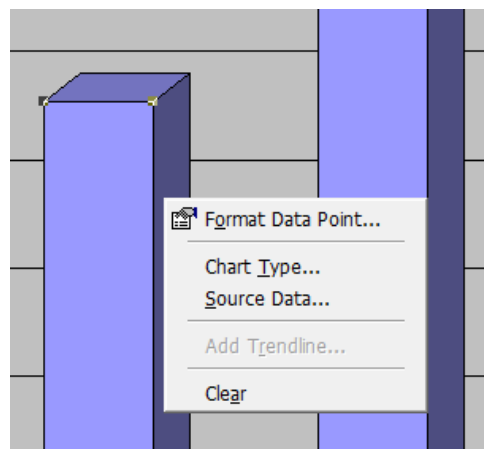 Format Data Point...
Chart Type...
Source Data...
Add Trendline...
Clear